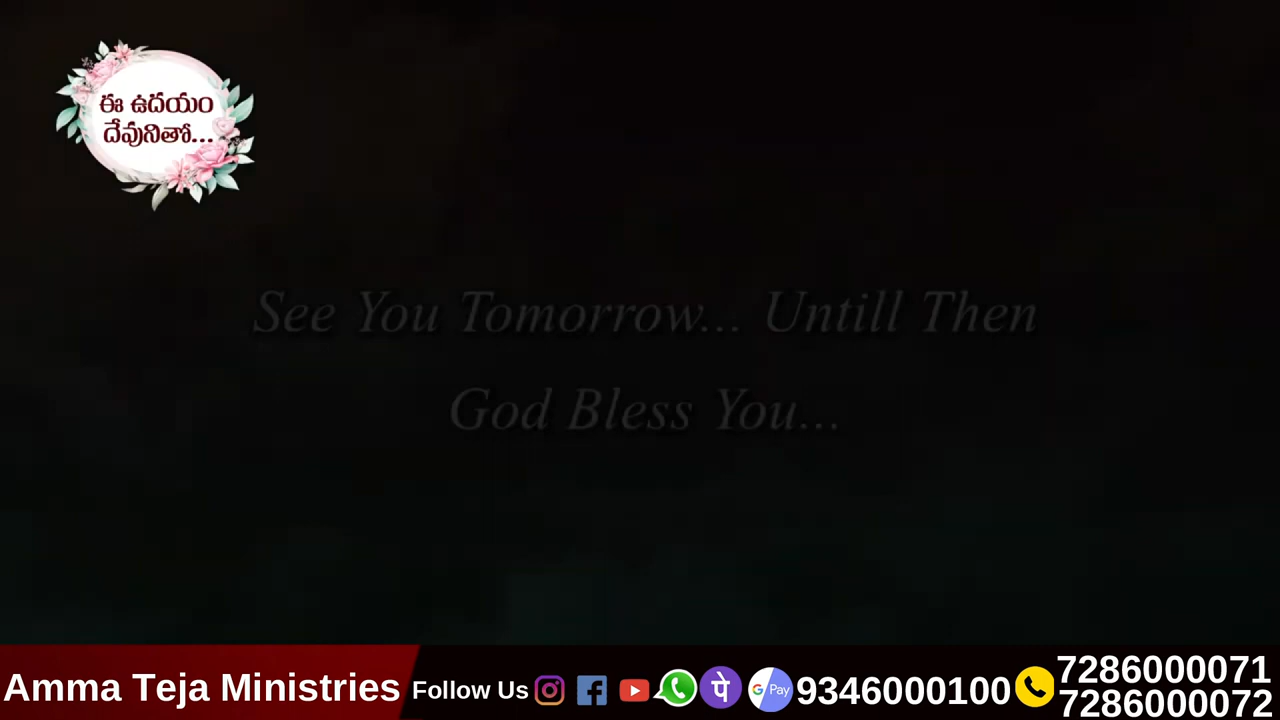 ఈ ఉదయం
దేవునితో...
See You Tomorrow... Untill Then
God Bless You...
Amma Teja Ministries
Follow Us
पे
G Pay
9346000100
7286000071
7286000072